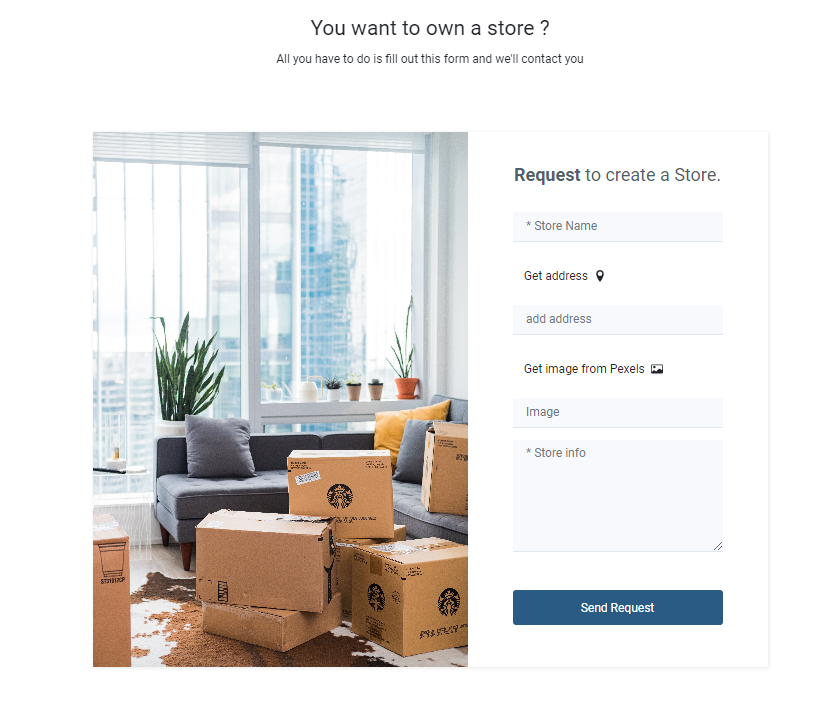 You want to own a store ?
All you have to do is fill out this form and we'll contact you
Request to create a Store.
* Store Name
Get address
add address
Get image from Pexels
Image
* Store info
Send Request